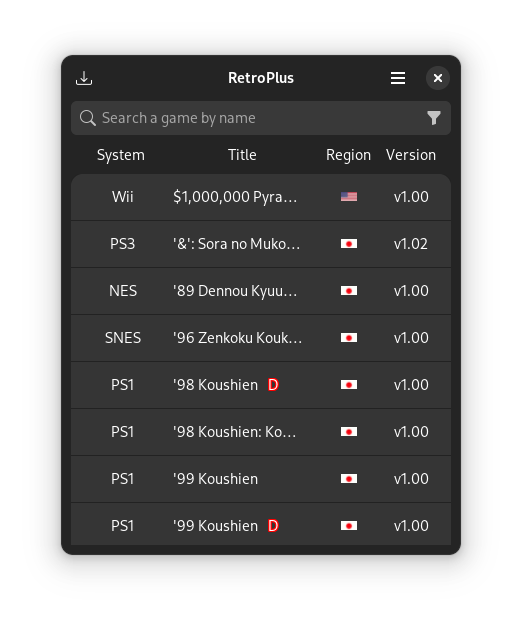 RetroPlus
Search a game by name
System Title Region Version
Wii $1,000,000 Pyra... v1.00
PS3 '&': Sora no Muko... v1.02
NES '89 Dennou Kyuu... v1.00
SNES '96 Zenkoku Kouk... v1.00
PS1 '98 Koushien D v1.00
PS1 '98 Koushien: Ko... v1.00
PS1 '99 Koushien v1.00
PS1 '99 Koushien D v1.00